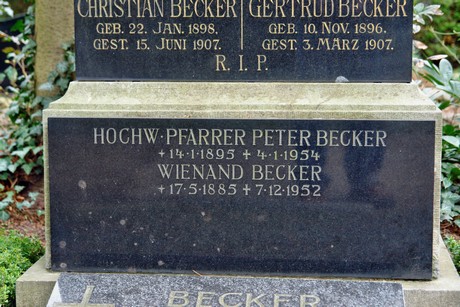 CHRISTIAN BECKER GERTRUD BECKER
GEB. 22. JAN. 1898. GEB. 10. NOV. 1896.
GEST. 15. JUNI 1907. GEST. 3. MÄRZ 1907.
R. I. P.
HOCHW. PFARRER PETER BECKER
+14·1·1895 +4·1·1954
WIENAND BECKER
+17·5·1885 +7·12·1952
BECKER